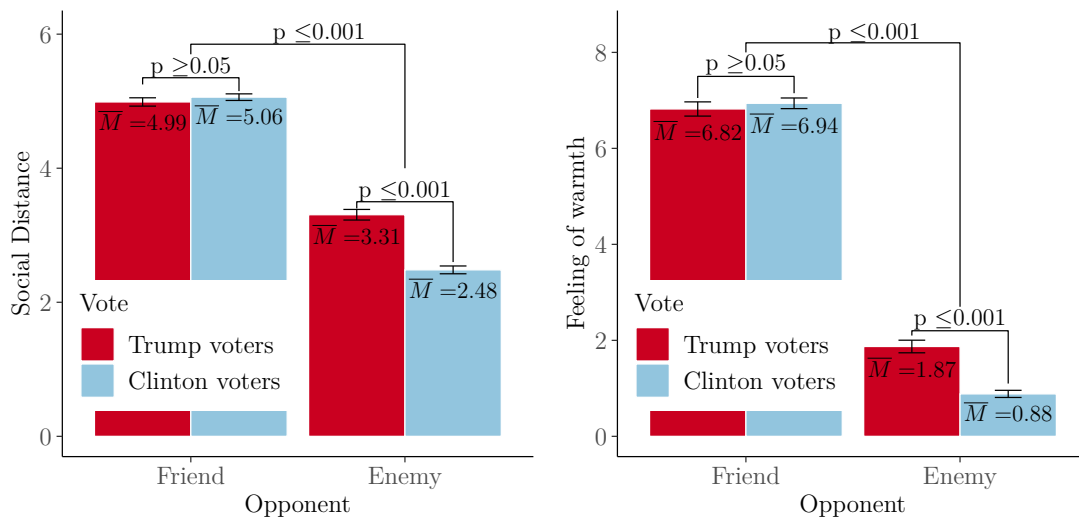 6
4
2
0
Social Distance
p ≤0.001
p ≥0.05
M̅ =4.99
M̅ =5.06
p ≤0.001
M̅ =3.31
M̅ =2.48
Vote
Trump voters
Clinton voters
Friend
Enemy
Opponent
8
6
4
2
0
Feeling of warmth
p ≤0.001
p ≥0.05
M̅ =6.82
M̅ =6.94
p ≤0.001
M̅ =1.87
M̅ =0.88
Vote
Trump voters
Clinton voters
Friend
Enemy
Opponent